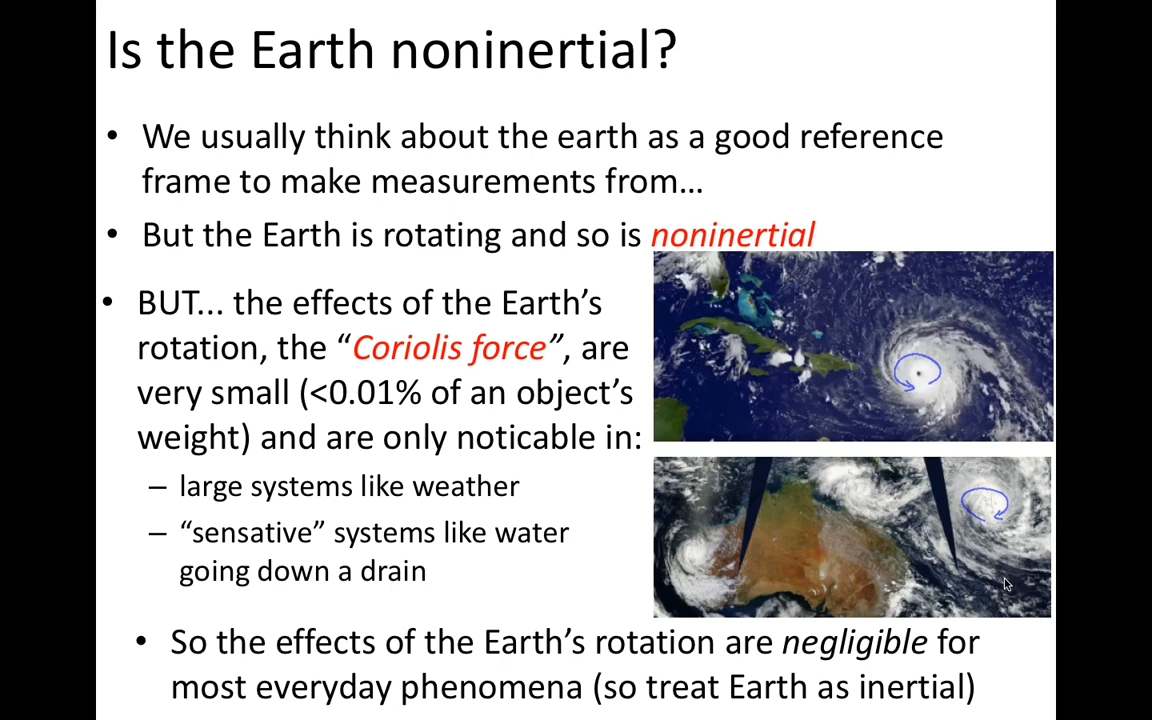 Is the Earth noninertial?
• We usually think about the earth as a good reference
frame to make measurements from...
• But the Earth is rotating and so is noninertial
• BUT... the effects of the Earth’s
rotation, the “Coriolis force”, are
very small (<0.01% of an object’s
weight) and are only noticable in:
– large systems like weather
– “sensative” systems like water
going down a drain
• So the effects of the Earth’s rotation are negligible for
most everyday phenomena (so treat Earth as inertial)